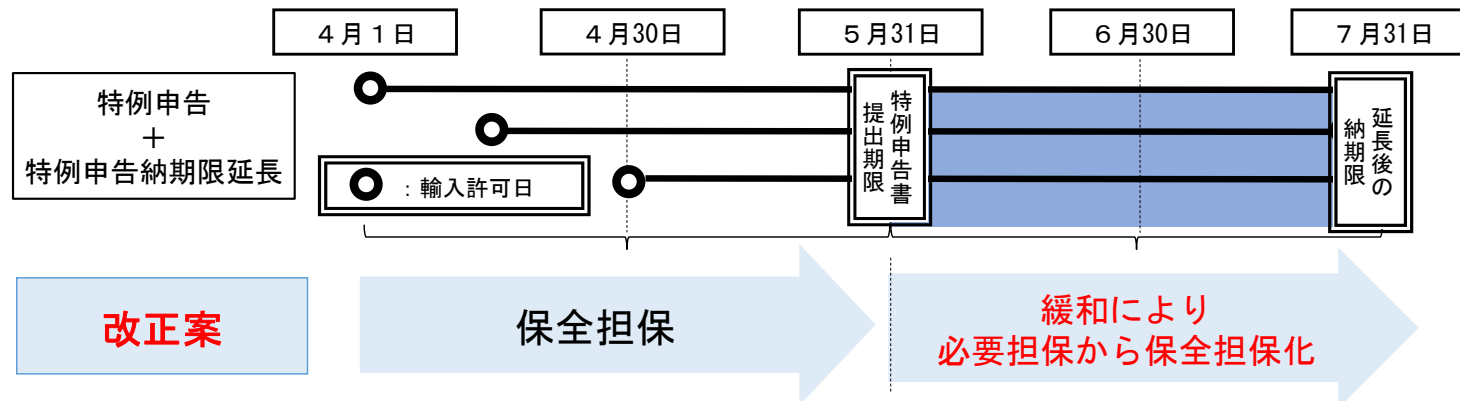 ４月１日
４月30日
５月31日
６月30日
７月31日
特例申告
＋
特例申告納期限延長
：輸入許可日
特例申告書
提出期限
延長後の
納期限
改正案
保全担保
緩和により
必要担保から保全担保化